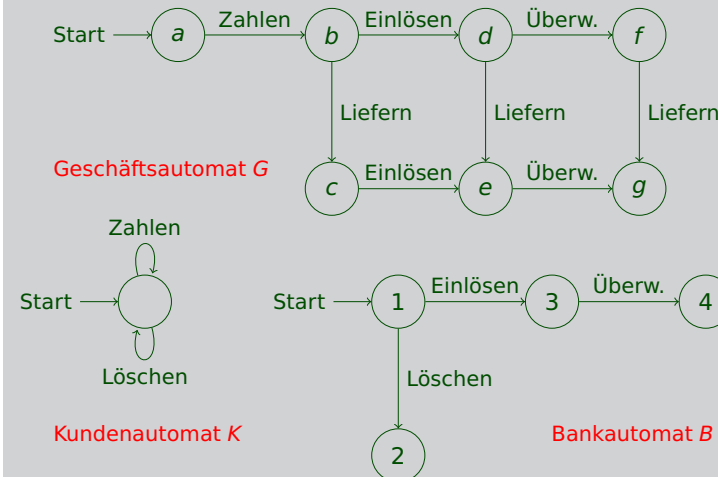 Start a Zahlen b Einlösen d Überw. f
Liefern Liefern Liefern
Geschäftsautomat G
c Einlösen e Überw. g
Zahlen
Start
Löschen
Kundenautomat K
Start 1 Einlösen 3 Überw. 4
Löschen
Bankautomat B
2